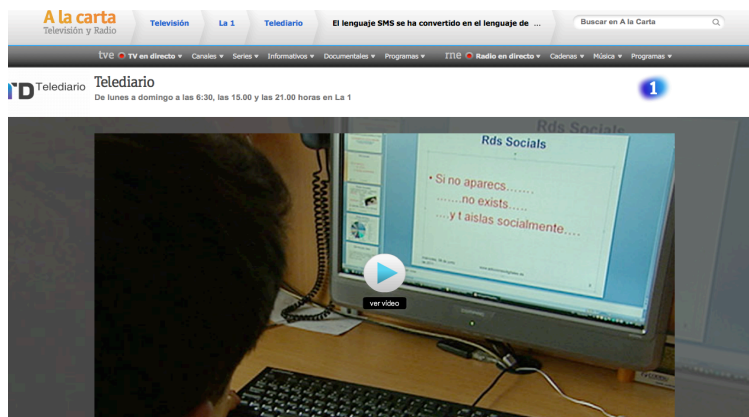 A la carta
Televisión y Radio
Televisión
La 1
Telediario
El lenguaje SMS se ha convertido en el lenguaje de ...
Buscar en A la Carta
tve TV en directo Canales Series Informativos Documentales Programas rne Radio en directo Cadenas Música Programas
TD Telediario
Telediario
De lunes a domingo a las 6:30, las 15.00 y las 21.00 horas en La 1
1
Rds Socials
Rds Socials
• Si no aparecs.......
.......no exists.....
....y t aislas socialmente....
ver vídeo